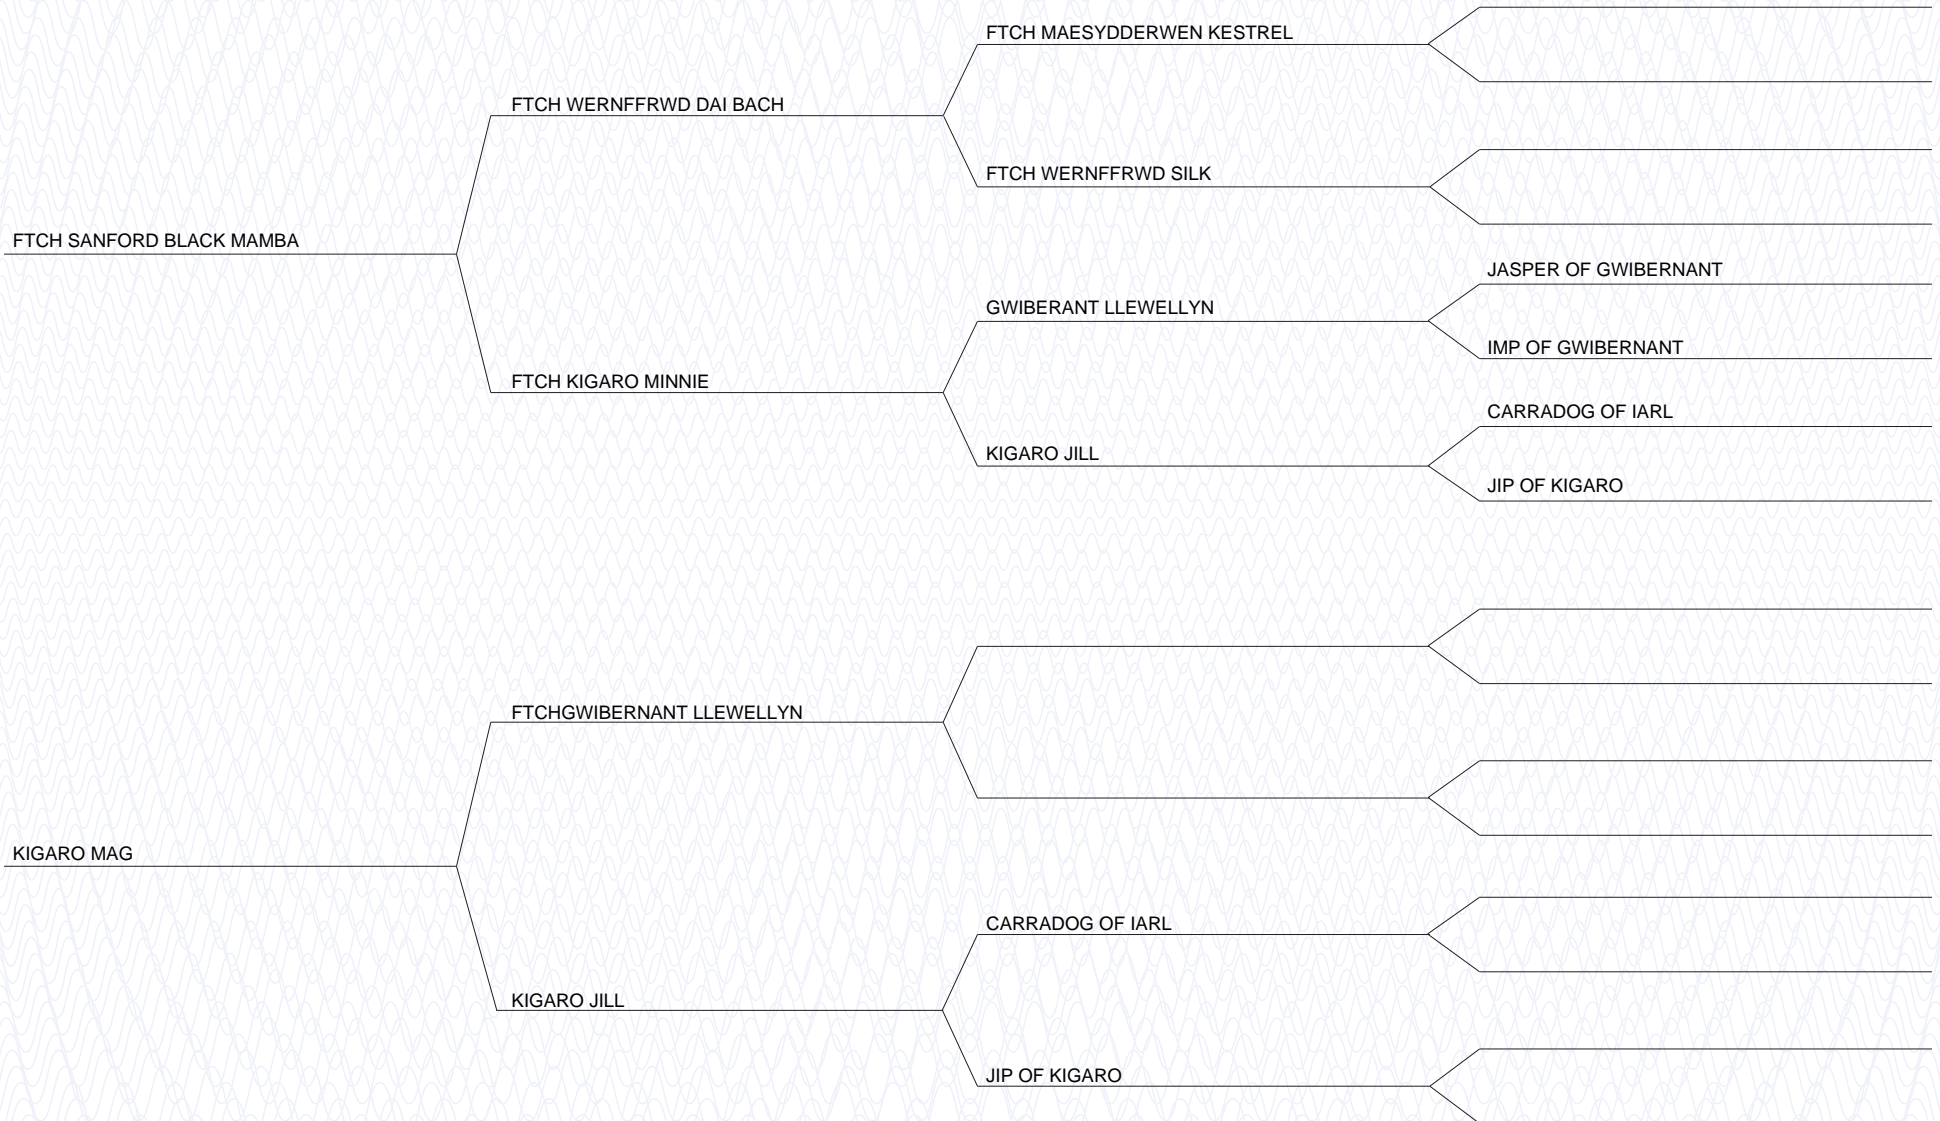 FTCH MAESYDDERWEN KESTREL
FTCH WERNFFRWD DAI BACH
FTCH WERNFFRWD SILK
FTCH SANFORD BLACK MAMBA
JASPER OF GWIBERNANT
GWIBERANT LLEWELLYN
IMP OF GWIBERNANT
FTCH KIGARO MINNIE
CARRADOG OF IARL
KIGARO JILL
JIP OF KIGARO
FTCHGWIBERNANT LLEWELLYN
KIGARO MAG
CARRADOG OF IARL
KIGARO JILL
JIP OF KIGARO